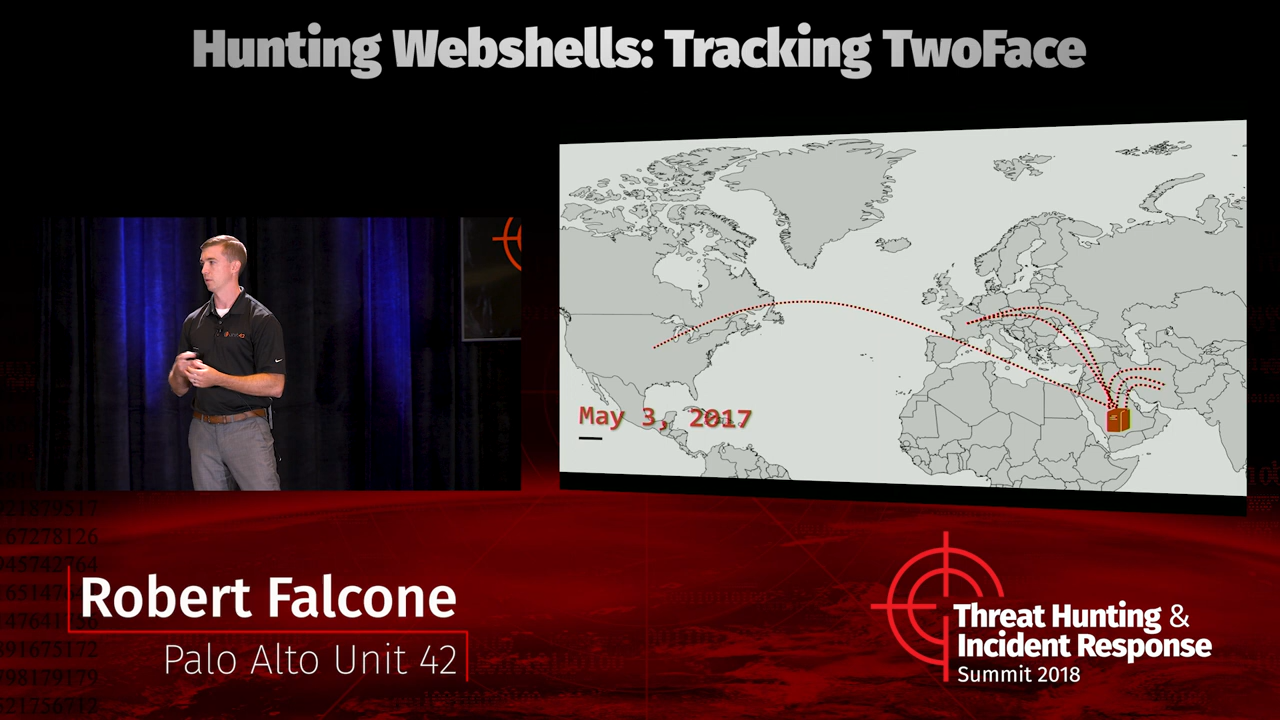 Hunting Webshells: Tracking TwoFace
May 3, 2017
Robert Falcone
Palo Alto Unit 42
Threat Hunting &
Incident Response
Summit 2018